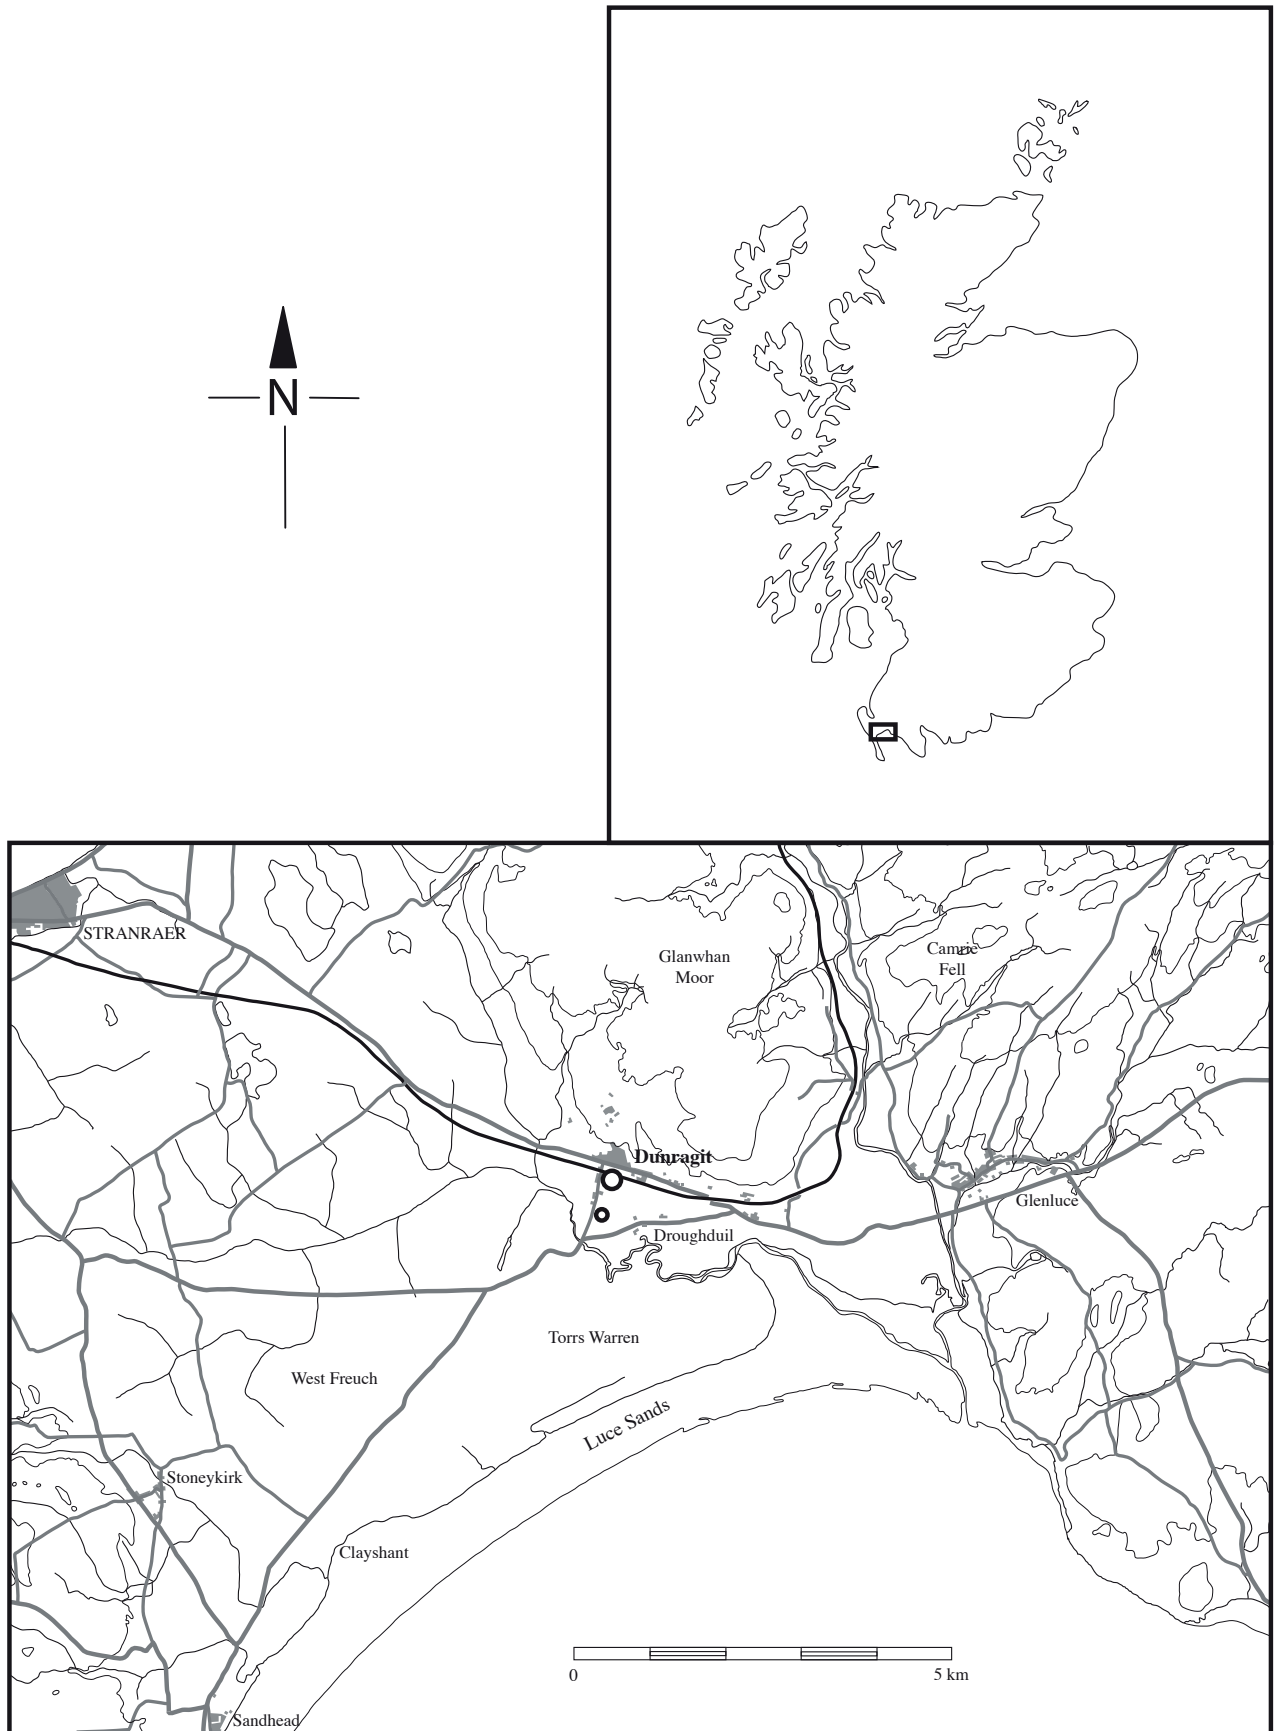 N
STRANRAER
Glanwhan
Moor
Camrie
Fell
Dunragit
Glenluce
Droughduil
Torrs Warren
West Freuch
Luce Sands
Stoneykirk
Clayshant
0
5 km
Sandhead